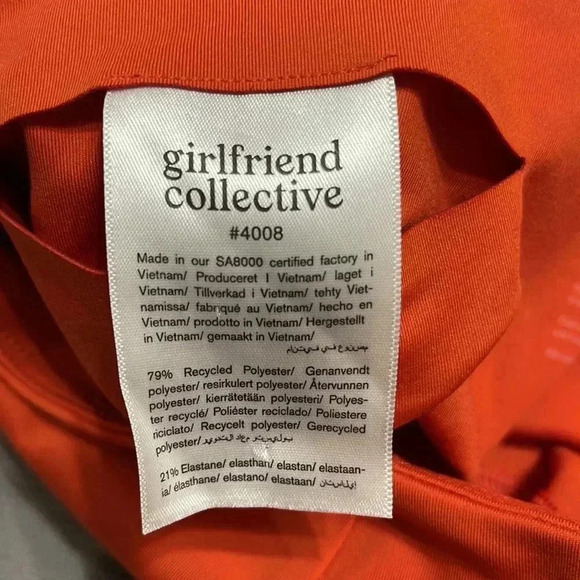 girlfriend
collective
#4008
Made in our SA8000 certified factory in
Vietnam/ Produceret I Vietnam/ laget i
Vietnam/ Tillverkad i Vietnam/ tehty Viet-
namissa/ fabriqué au Vietnam/ hecho en
Vietnam/ prodotto in Vietnam/ Hergestellt
in Vietnam/ gemaakt in Vietnam/
79% Recycled Polyester/ Genanvendt
polyester/ resirkulert polyester/ Återvunnen
polyester/ kierrätetään polyesteri/ Polyes-
ter recyclé/ Poliéster reciclado/ Poliestere
riciclato/ Recycelt polyester/ Gerecycled
polyester/
21% Elastane/ elasthan/ elastan/ elastaan-
ia/ élasthane/ elastano/ elastaan/